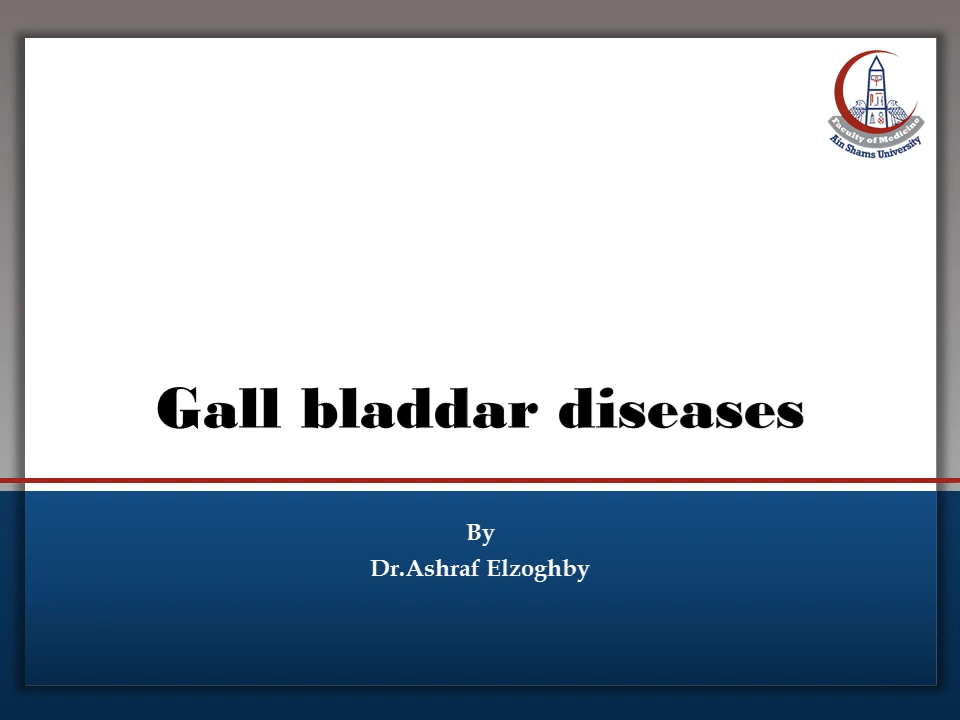 Faculty of Medicine
Ain Shams University
Gall bladdar diseases
By
Dr.Ashraf Elzoghby